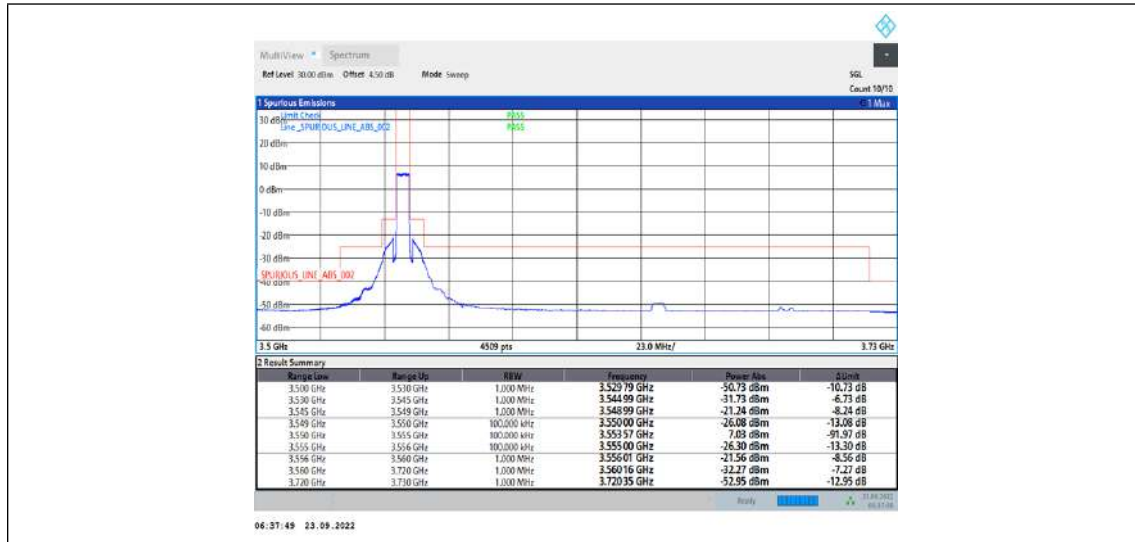 MultiView Spectrum
Ref Level 30.00 dBm Offset 4.50 dB Mode Sweep SGL
Count 10/10
1 Spurious Emissions 1 Max
Limit Check PASS
30 dBm
Line_SPURIOUS_LINE_ABS_002 PASS
20 dBm
10 dBm
0 dBm
-10 dBm
-20 dBm
-30 dBm
SPURIOUS_LINE_ABS_002
-40 dBm
-50 dBm
-60 dBm
3.5 GHz 4509 pts 23.0 MHz/ 3.73 GHz
2 Result Summary
Range Low Range Up RBW Frequency Power Abs ΔLimit
3.500 GHz 3.530 GHz 1.000 MHz 3.52979 GHz -50.73 dBm -10.73 dB
3.530 GHz 3.545 GHz 1.000 MHz 3.54499 GHz -31.73 dBm -6.73 dB
3.545 GHz 3.549 GHz 1.000 MHz 3.54899 GHz -21.24 dBm -8.24 dB
3.549 GHz 3.550 GHz 100.000 kHz 3.55000 GHz -26.08 dBm -13.08 dB
3.550 GHz 3.555 GHz 100.000 kHz 3.55357 GHz 7.03 dBm -91.97 dB
3.555 GHz 3.556 GHz 100.000 kHz 3.55500 GHz -26.30 dBm -13.30 dB
3.556 GHz 3.560 GHz 1.000 MHz 3.55601 GHz -21.56 dBm -8.56 dB
3.560 GHz 3.720 GHz 1.000 MHz 3.56016 GHz -32.27 dBm -7.27 dB
3.720 GHz 3.730 GHz 1.000 MHz 3.72035 GHz -52.95 dBm -12.95 dB
Ready 23.09.2022
06:37:49 23.09.2022